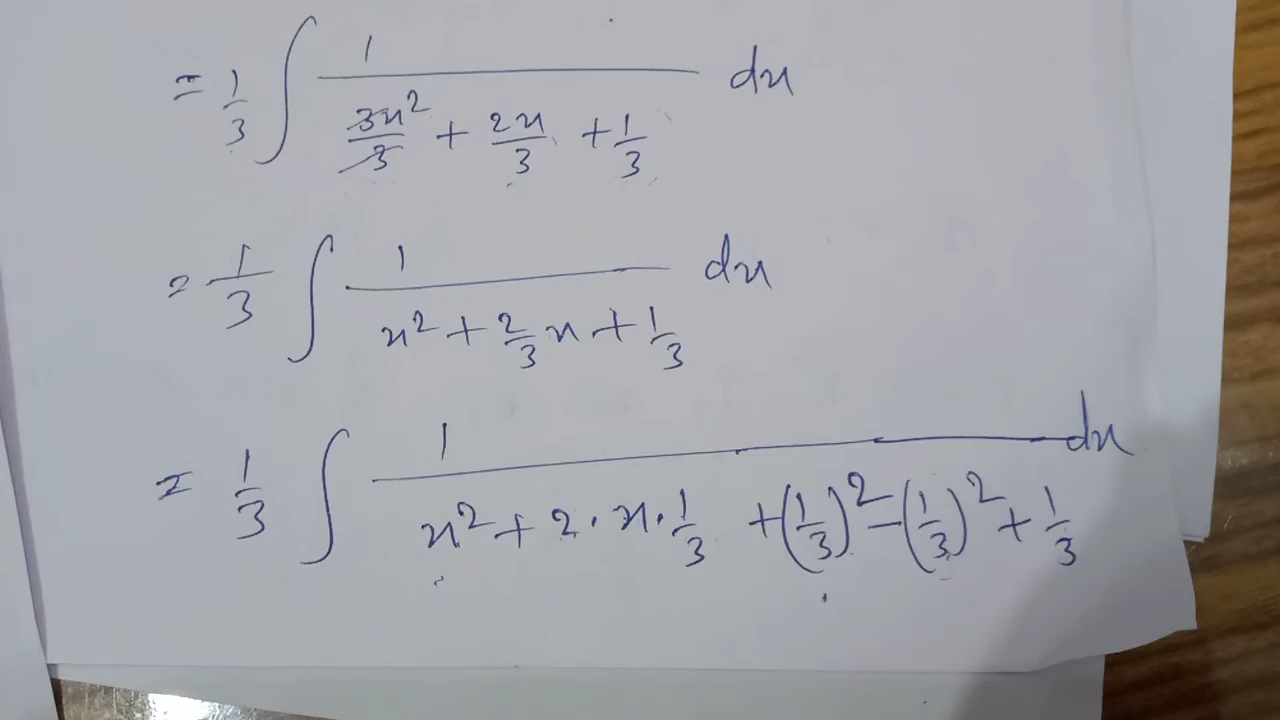 = 1/3 ∫ 1/(3x²/3 + 2x/3 + 1/3) dx
= 1/3 ∫ 1/(x² + 2/3 x + 1/3) dx
= 1/3 ∫ 1/(x² + 2·x·1/3 + (1/3)² - (1/3)² + 1/3) dx